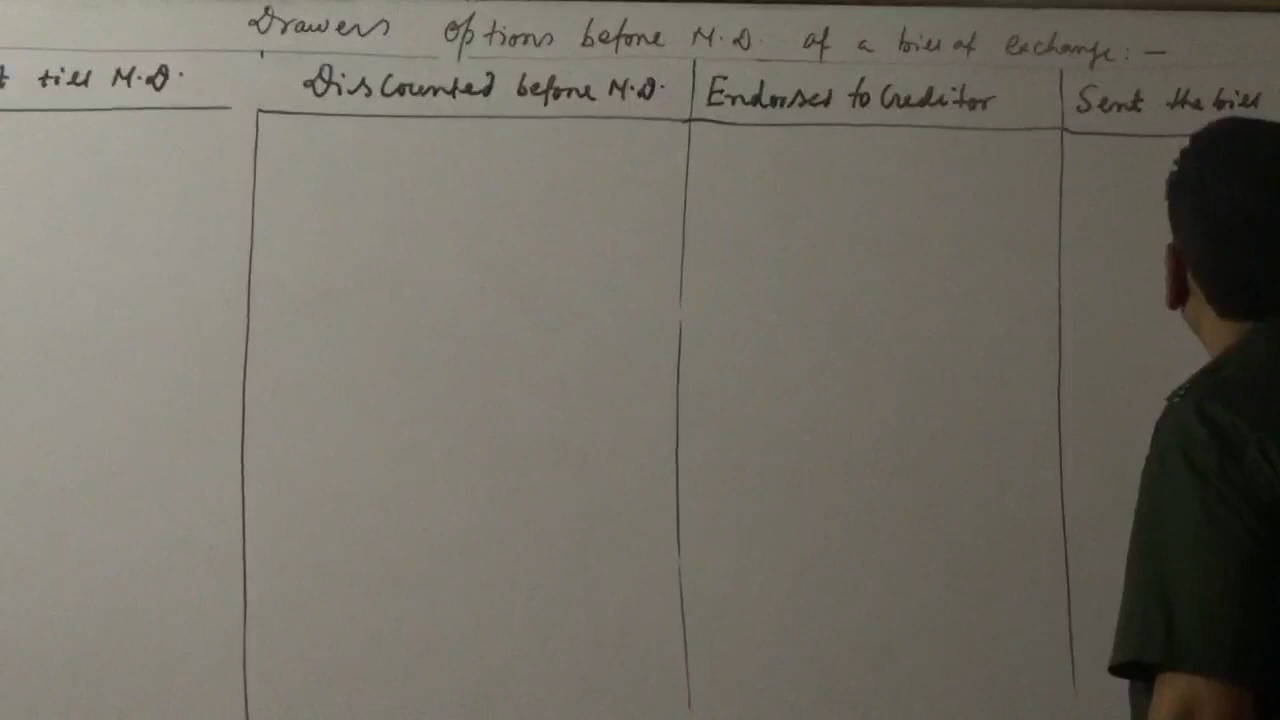 Drawers options before M.D. of a bill of exchange: -
till M.D.
Discounted before M.D.
Endorsed to Creditor
Sent the bill